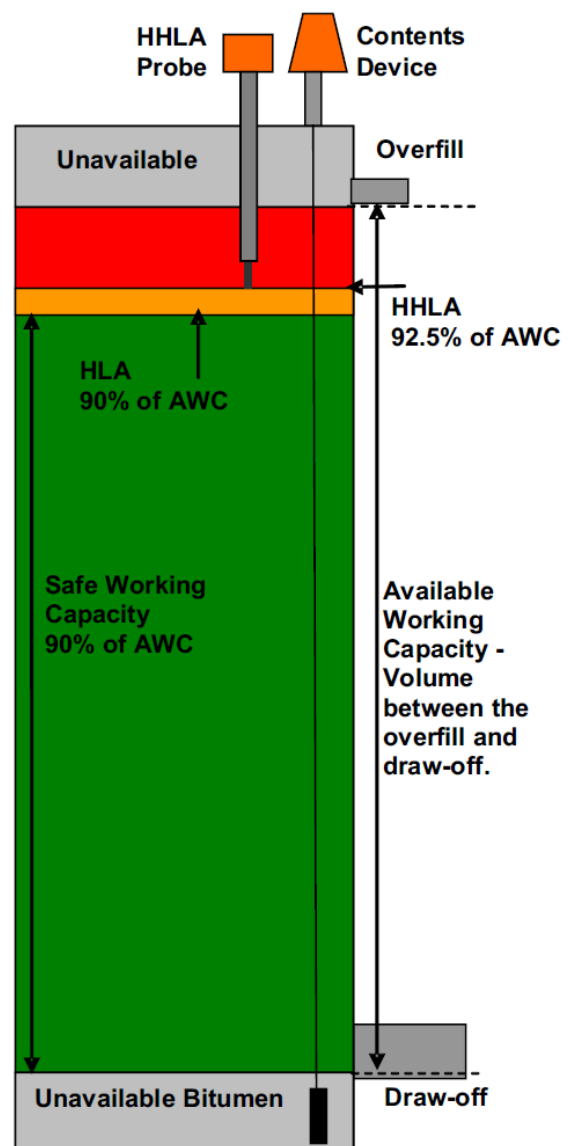 HHLA
Probe
Contents
Device
Unavailable
Overfill
HHLA
92.5% of AWC
HLA
90% of AWC
Safe Working
Capacity
90% of AWC
Available
Working
Capacity -
Volume
between the
overfill and
draw-off.
Unavailable Bitumen
Draw-off